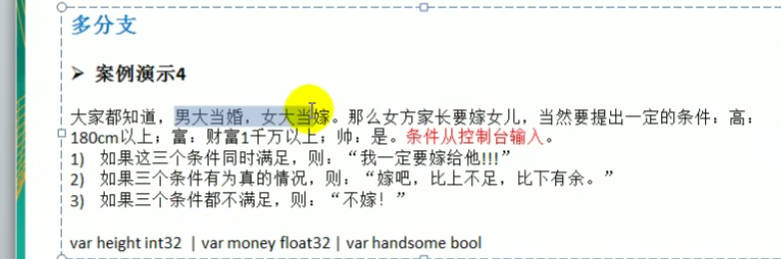 多分支
➤ 案例演示4
大家都知道，男大当婚，女大当嫁。那么女方家长要嫁女儿，当然要提出一定的条件：高：
180cm以上；富：财富1千万以上；帅：是。条件从控制台输入。
1) 如果这三个条件同时满足，则：“我一定要嫁给他!!!”
2) 如果三个条件有为真的情况，则：“嫁吧，比上不足，比下有余。”
3) 如果三个条件都不满足，则：“不嫁！”
var height int32 | var money float32 | var handsome bool